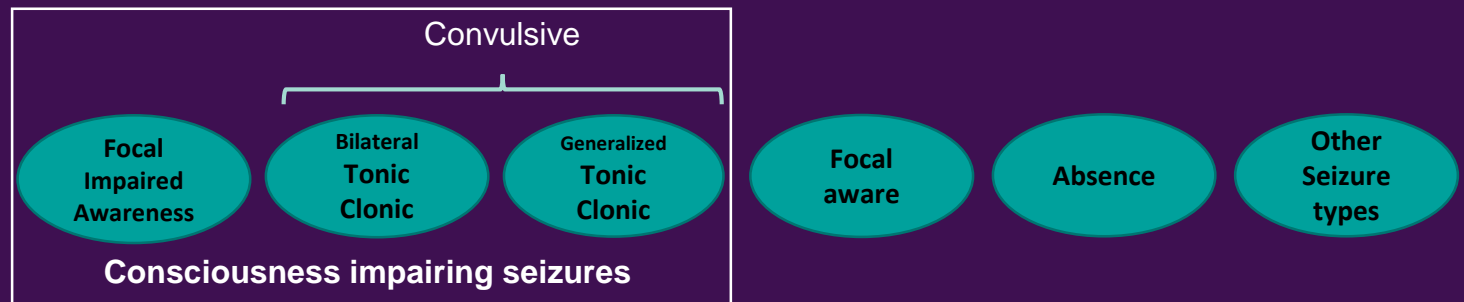 Convulsive
Focal
Impaired
Awareness
Bilateral
Tonic
Clonic
Generalized
Tonic
Clonic
Focal
aware
Absence
Other
Seizure
types
Consciousness impairing seizures